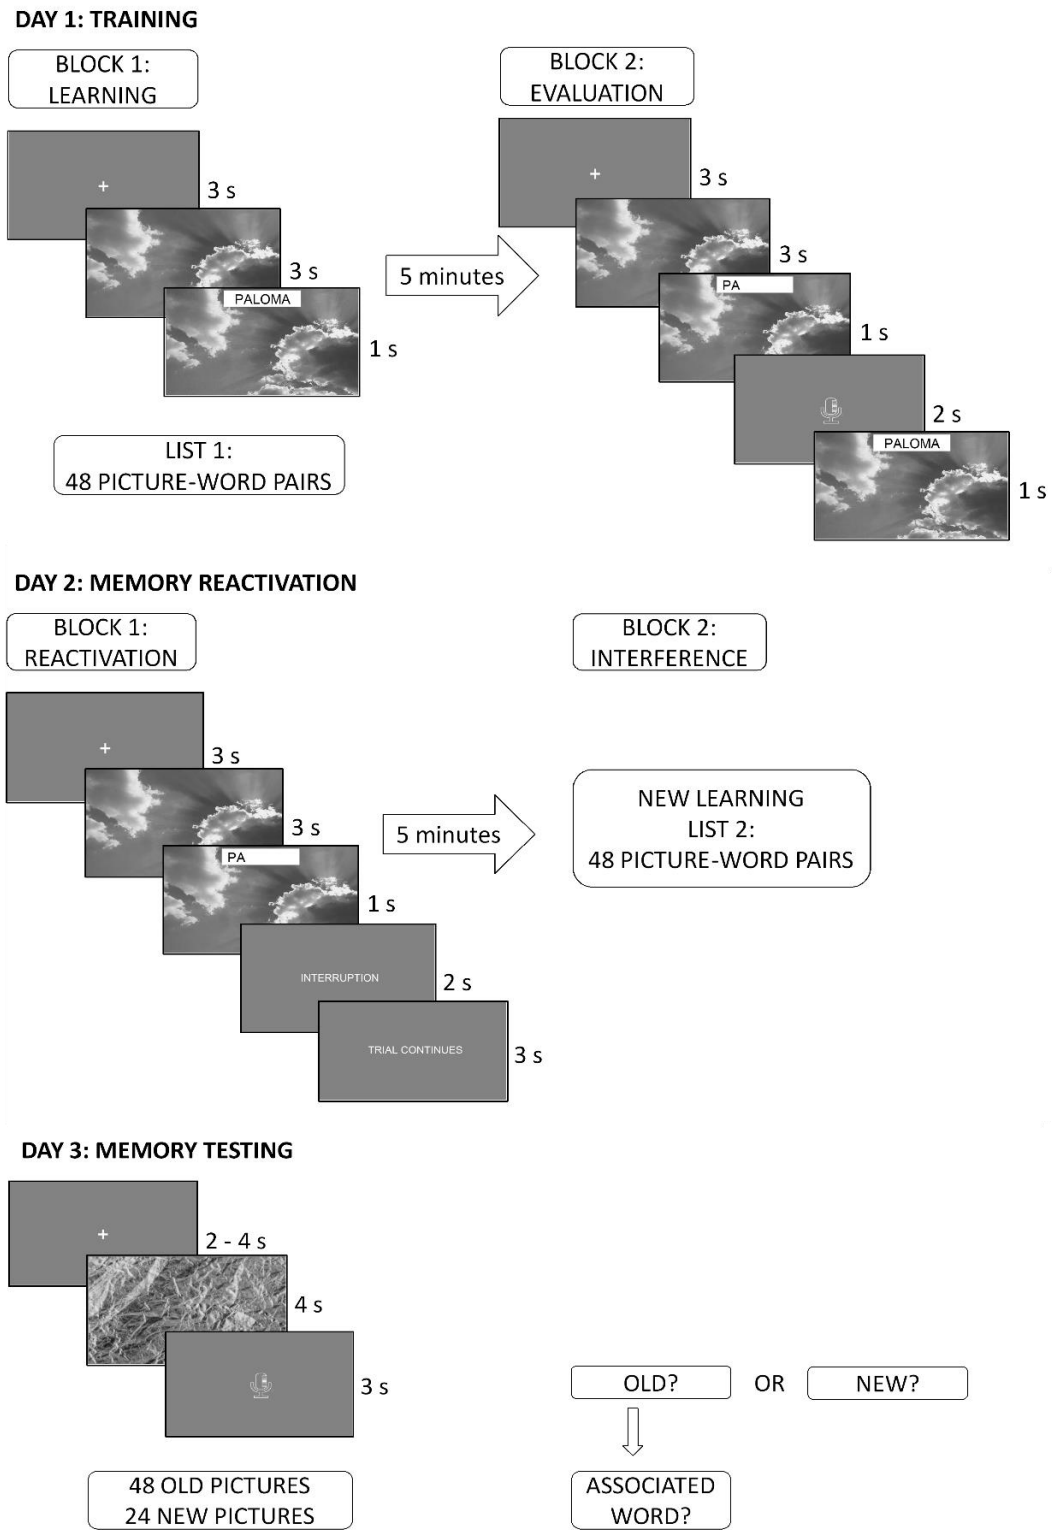 DAY 1: TRAINING
BLOCK 1:
LEARNING
BLOCK 2:
EVALUATION
+
3 s
3 s
PALOMA
1 s
5 minutes
+
3 s
3 s
PA
1 s
2 s
PALOMA
1 s
LIST 1:
48 PICTURE-WORD PAIRS
DAY 2: MEMORY REACTIVATION
BLOCK 1:
REACTIVATION
BLOCK 2:
INTERFERENCE
+
3 s
3 s
PA
1 s
INTERRUPTION
2 s
TRIAL CONTINUES
3 s
5 minutes
NEW LEARNING
LIST 2:
48 PICTURE-WORD PAIRS
DAY 3: MEMORY TESTING
+
2 - 4 s
4 s
3 s
48 OLD PICTURES
24 NEW PICTURES
OLD?
OR
NEW?
ASSOCIATED
WORD?